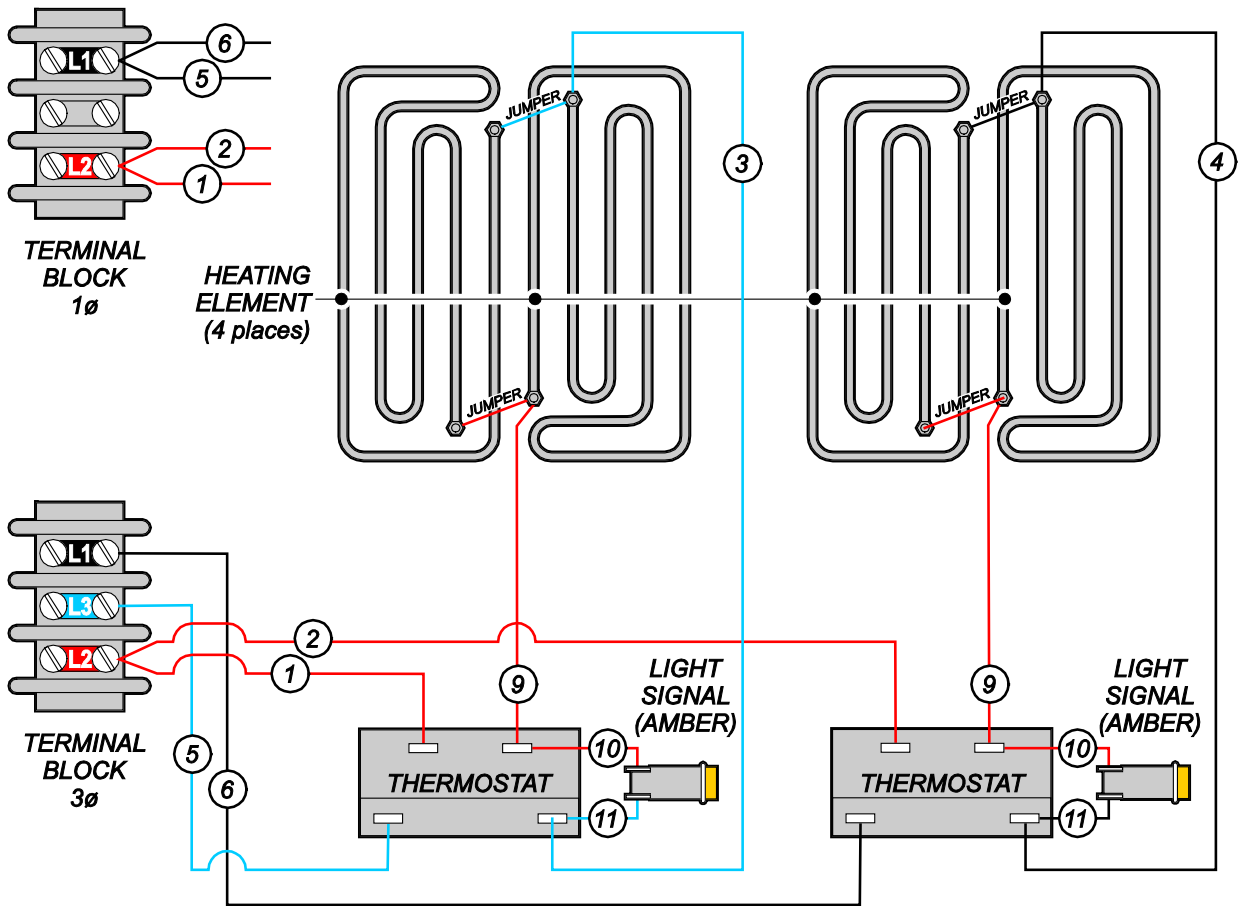 L1
6
5
L2
2
1
TERMINAL
BLOCK
1ø
JUMPER
JUMPER
3
4
HEATING
ELEMENT
(4 places)
JUMPER
JUMPER
L1
L3
L2
2
1
9
9
LIGHT
SIGNAL
(AMBER)
LIGHT
SIGNAL
(AMBER)
TERMINAL
BLOCK
3ø
5
6
10
THERMOSTAT
11
10
THERMOSTAT
11